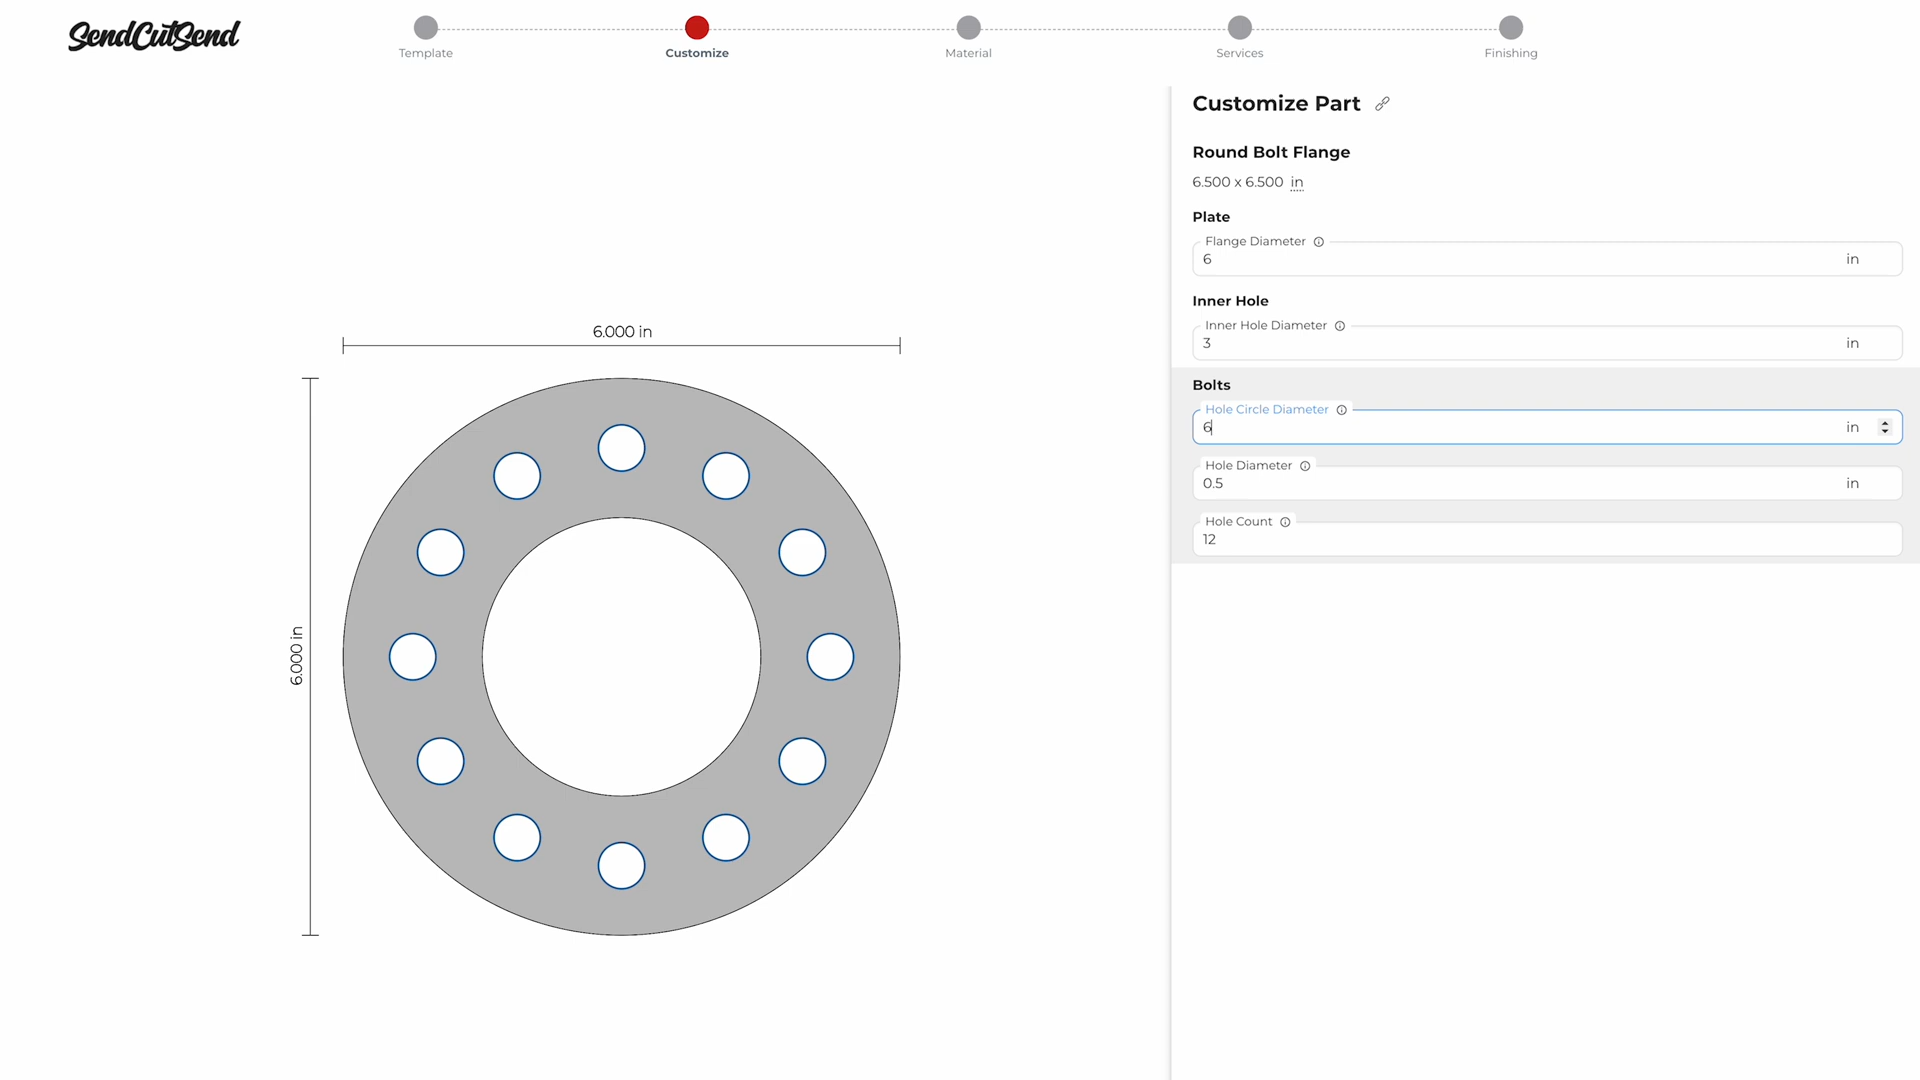 SendCutSend
Template
Customize
Material
Services
Finishing
Customize Part
Round Bolt Flange
6.500 x 6.500 in
Plate
Flange Diameter
6 in
Inner Hole
Inner Hole Diameter
3 in
Bolts
Hole Circle Diameter
6 in
Hole Diameter
0.5 in
Hole Count
12
6.000 in
6.000 in